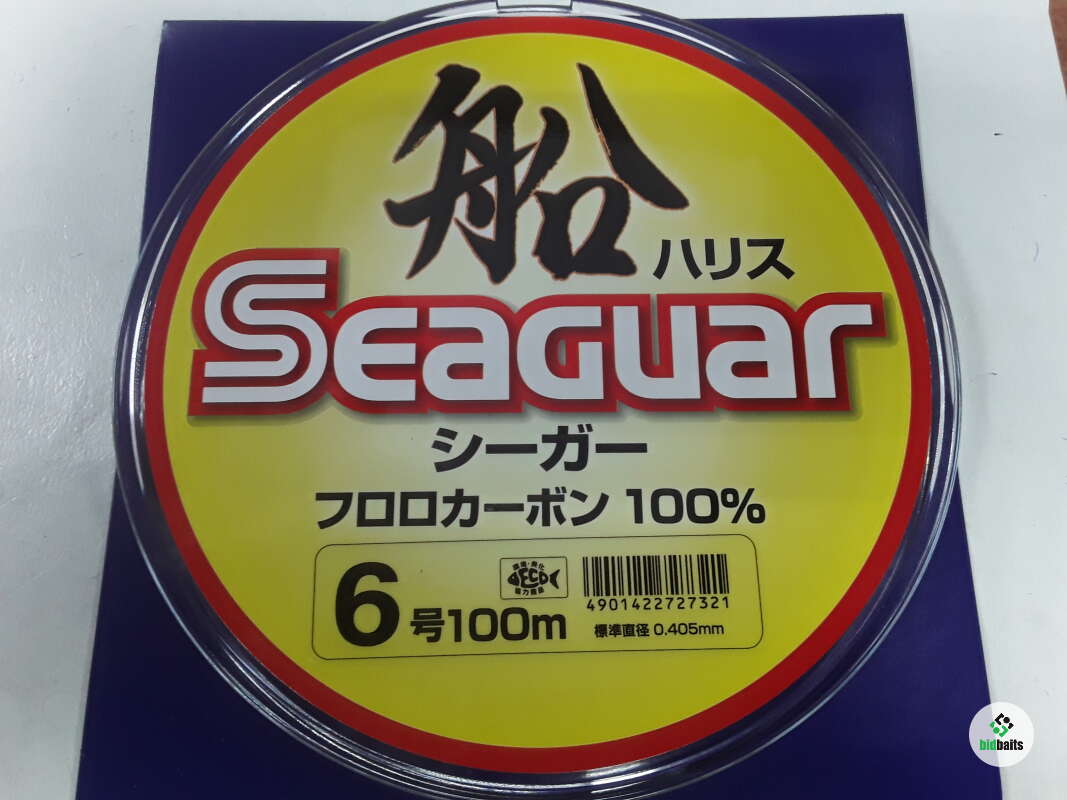 船
ハリス
Seaguar
シーガー
フロロカーボン 100%
6号100m
ECO
4901422727321
標準直径 0.405mm
bidbaits